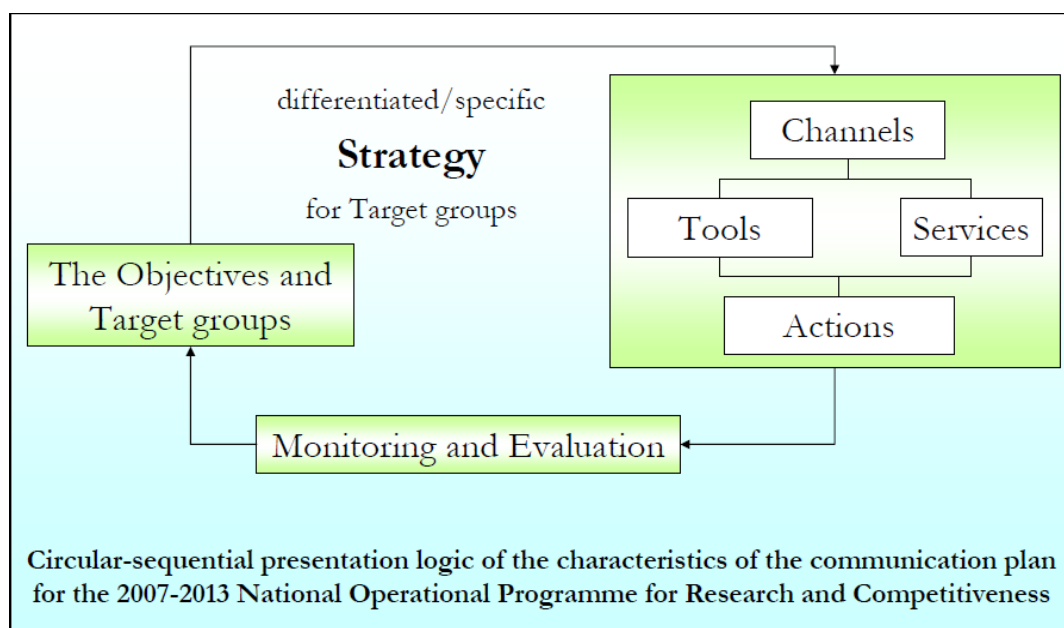 differentiated/specific
Strategy
for Target groups
Channels
Tools
Services
Actions
The Objectives and
Target groups
Monitoring and Evaluation
Circular-sequential presentation logic of the characteristics of the communication plan
for the 2007-2013 National Operational Programme for Research and Competitiveness